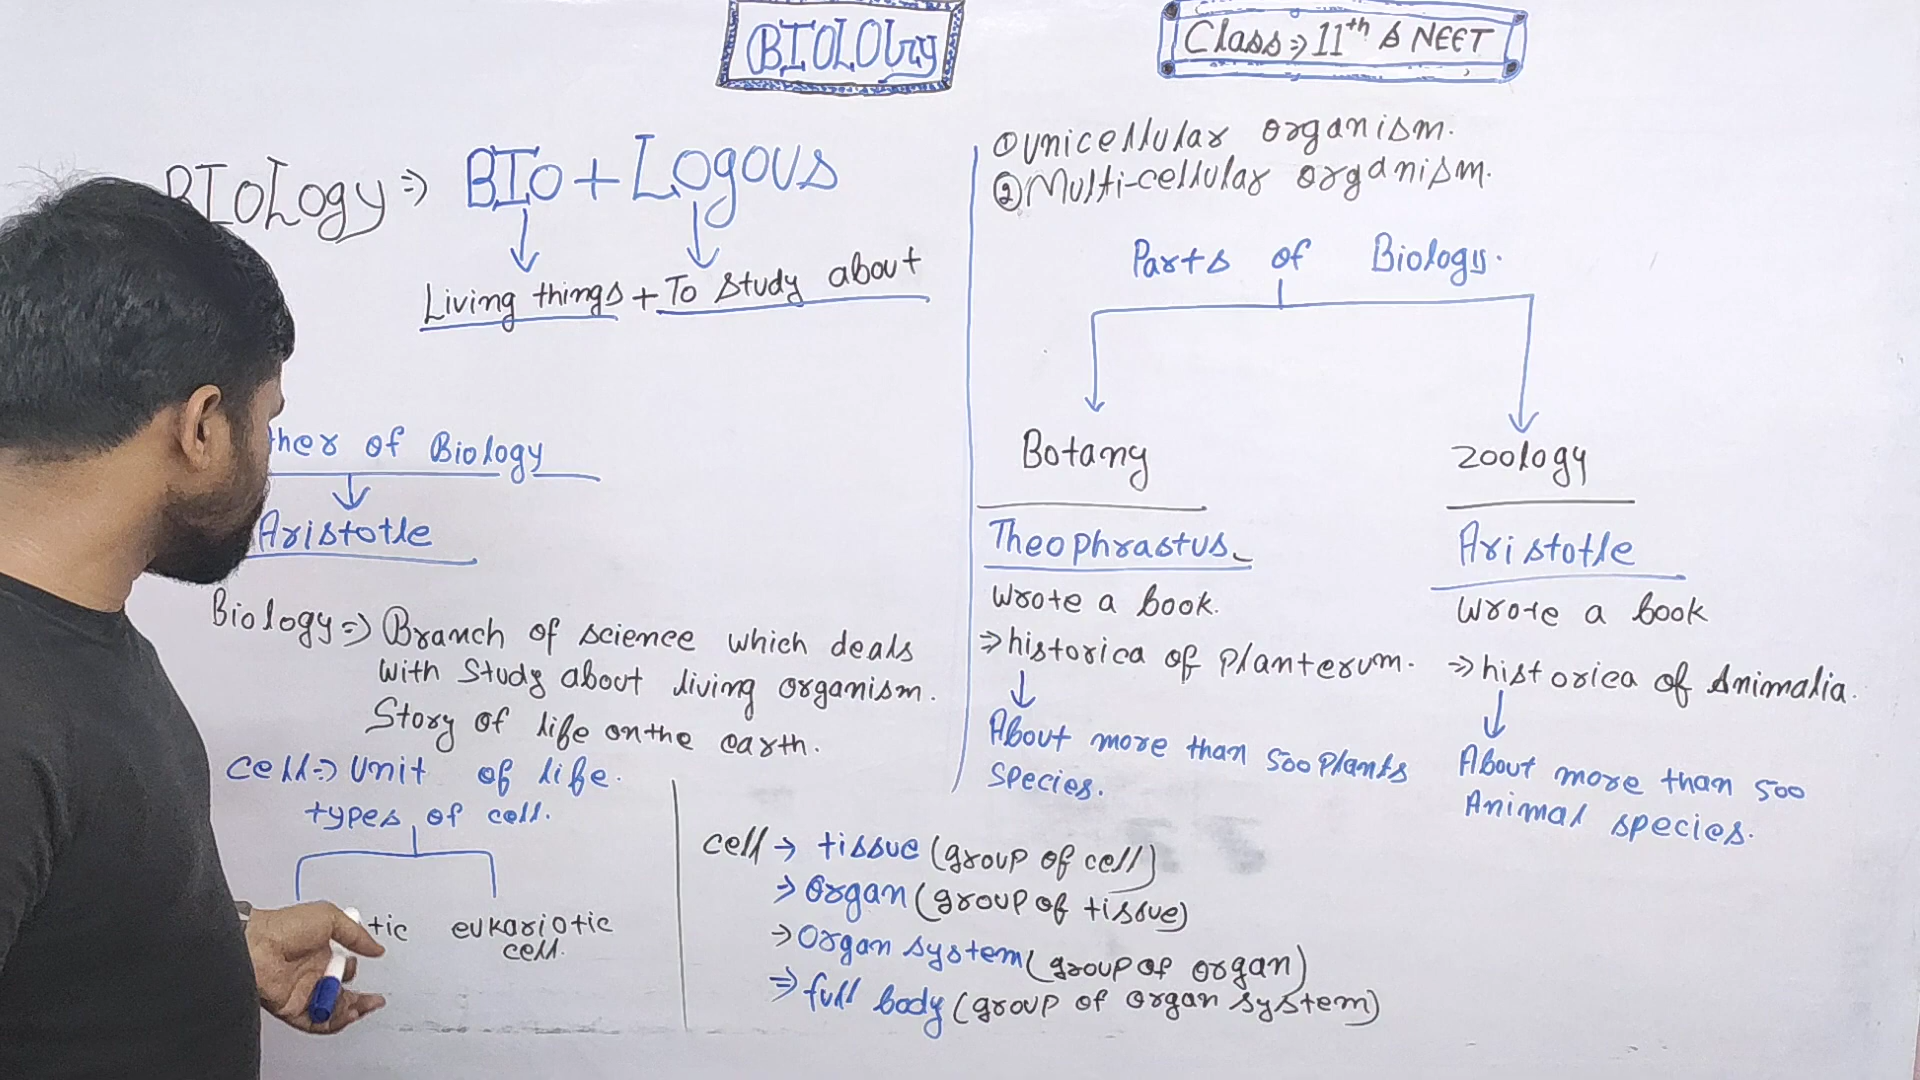 BIOLOGY
Class => 11th & NEET
BIOLogy => BIo + Logous
Living things + To study about
ther of Biology
Aristotle
Biology => Branch of science which deals
with Study about living organism.
Story of life on the earth.
cell => Unit of life.
types of cell.
tic eukariotic
cell.
① unicellular organism.
② Multi-cellular organism.
Parts of Biology.
Botany
Theophrastus
wrote a book.
=> historica of planterum.
About more than 500 Plants
species.
zoology
Aristotle
wrote a book
=> historica of Animalia.
About more than 500
Animal species.
cell → tissue (group of cell)
→ Organ (group of tissue)
→ Organ system (group of organ)
=> full body (group of organ system)